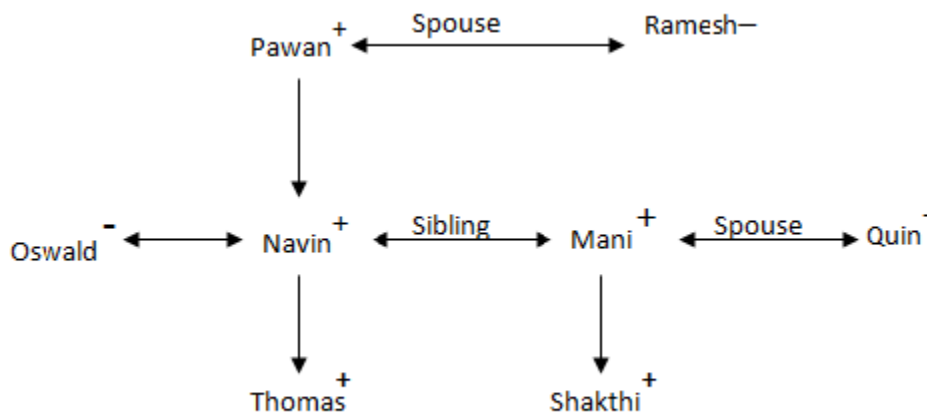 Pawan+ Spouse Ramesh–
Oswald - Navin+ Sibling Mani+ Spouse Quin-
Thomas+ Shakthi+